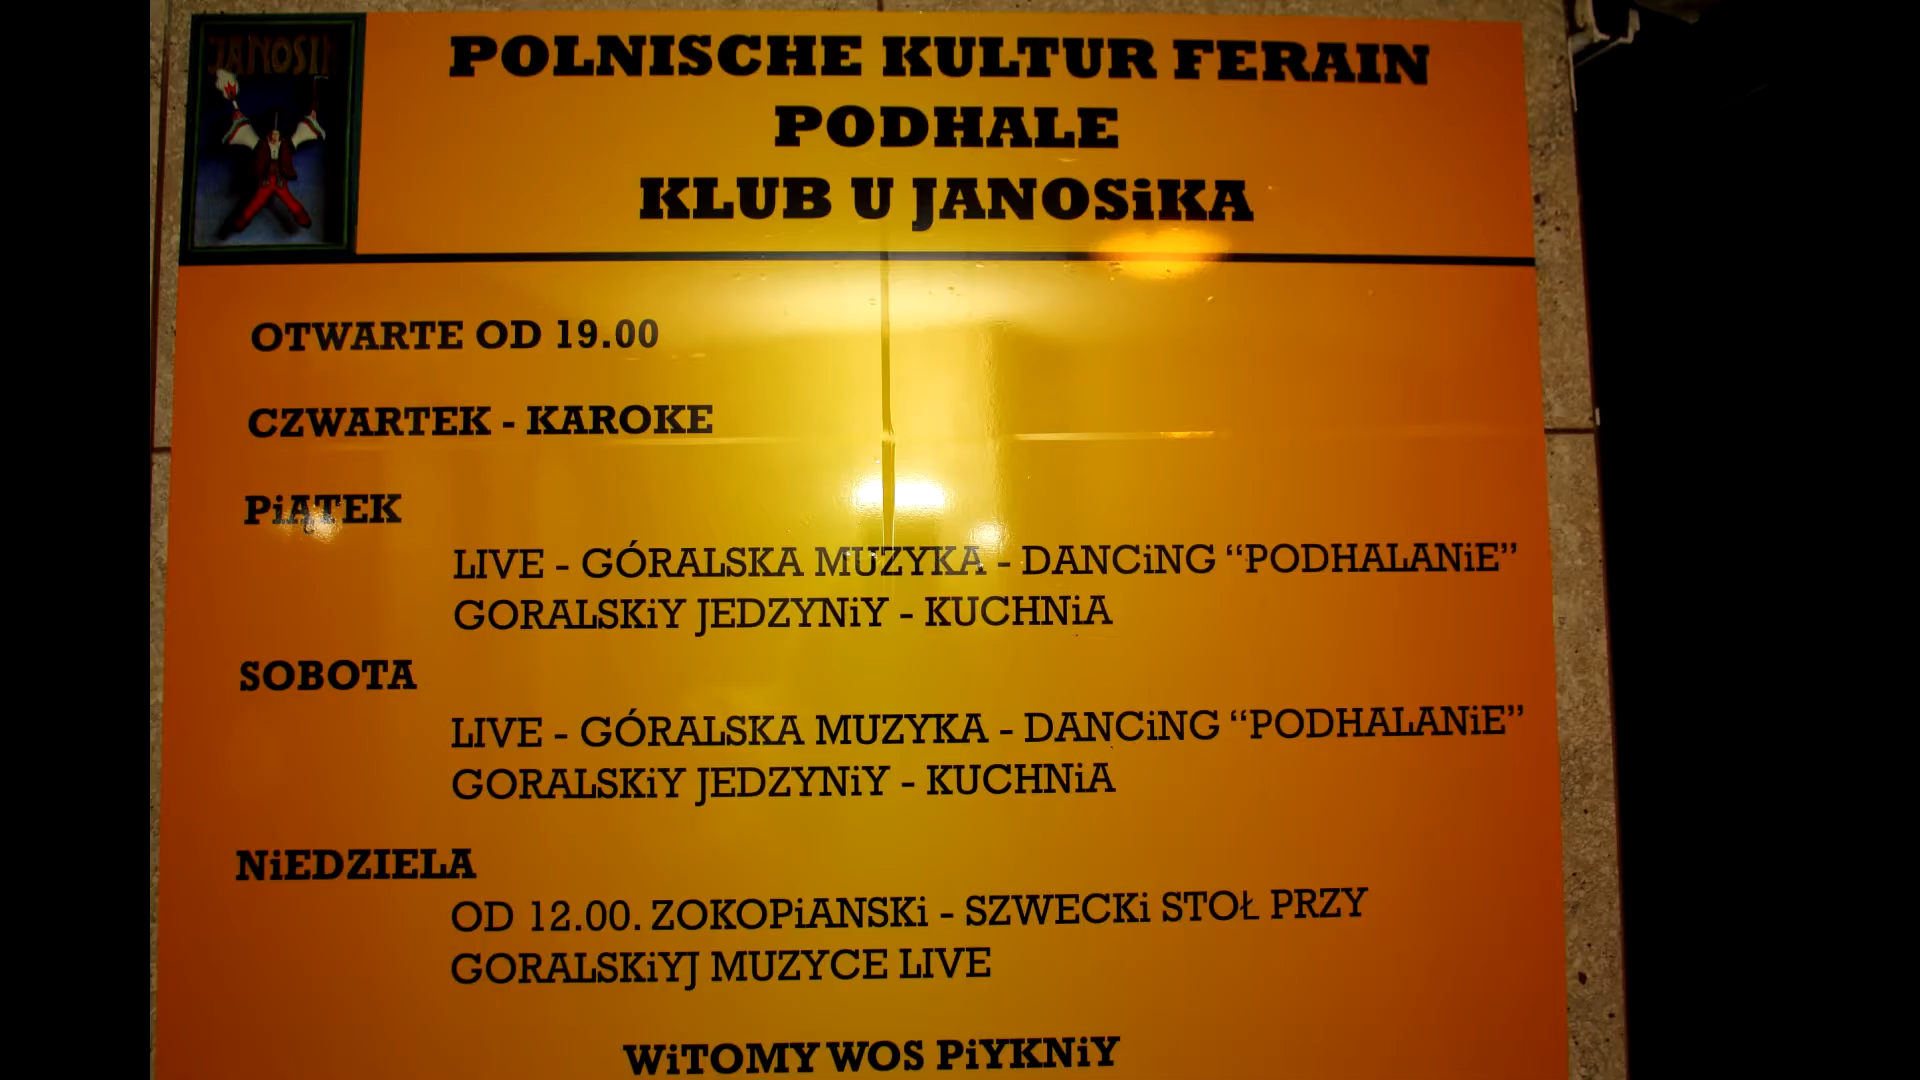 JANOSI
POLNISCHE KULTUR FERAIN
PODHALE
KLUB U JANOSiKA
OTWARTE OD 19.00
CZWARTEK - KAROKE
PiĄTEK
LIVE - GÓRALSKA MUZYKA - DANCiNG “PODHALANiE”
GORALSKiY JEDZYNiY - KUCHNiA
SOBOTA
LIVE - GÓRALSKA MUZYKA - DANCiNG “PODHALANiE”
GORALSKiY JEDZYNiY - KUCHNiA
NiEDZIELA
OD 12.00. ZOKOPiANSKi - SZWECKi STOŁ PRZY
GORALSKiYJ MUZYCE LIVE
WiTOMY WOS PiYKNiY